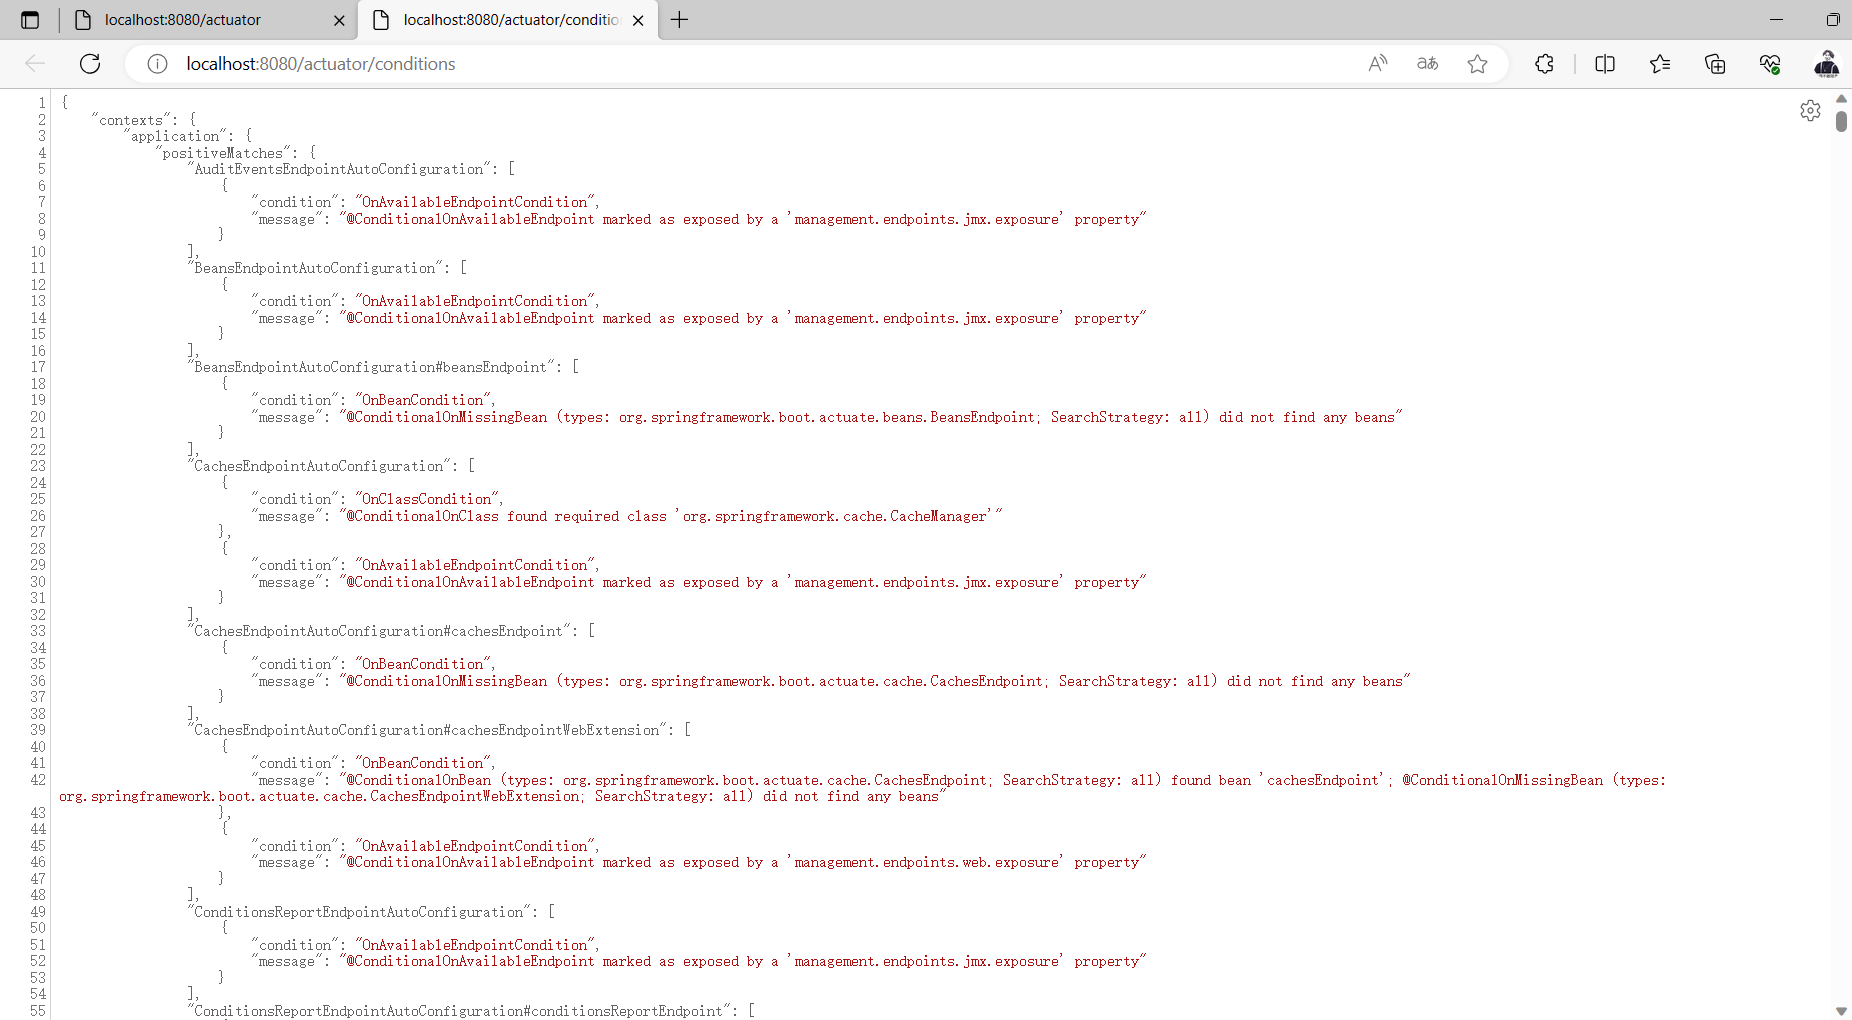 localhost:8080/actuator
localhost:8080/actuator/conditio
localhost:8080/actuator/conditions
1 {
2 "contexts": {
3 "application": {
4 "positiveMatches": {
5 "AuditEventsEndpointAutoConfiguration": [
6 {
7 "condition": "OnAvailableEndpointCondition",
8 "message": "@ConditionalOnAvailableEndpoint marked as exposed by a 'management.endpoints.jmx.exposure' property"
9 }
10 ],
11 "BeansEndpointAutoConfiguration": [
12 {
13 "condition": "OnAvailableEndpointCondition",
14 "message": "@ConditionalOnAvailableEndpoint marked as exposed by a 'management.endpoints.jmx.exposure' property"
15 }
16 ],
17 "BeansEndpointAutoConfiguration#beansEndpoint": [
18 {
19 "condition": "OnBeanCondition",
20 "message": "@ConditionalOnMissingBean (types: org.springframework.boot.actuate.beans.BeansEndpoint; SearchStrategy: all) did not find any beans"
21 }
22 ],
23 "CachesEndpointAutoConfiguration": [
24 {
25 "condition": "OnClassCondition",
26 "message": "@ConditionalOnClass found required class 'org.springframework.cache.CacheManager'"
27 },
28 {
29 "condition": "OnAvailableEndpointCondition",
30 "message": "@ConditionalOnAvailableEndpoint marked as exposed by a 'management.endpoints.jmx.exposure' property"
31 }
32 ],
33 "CachesEndpointAutoConfiguration#cachesEndpoint": [
34 {
35 "condition": "OnBeanCondition",
36 "message": "@ConditionalOnMissingBean (types: org.springframework.boot.actuate.cache.CachesEndpoint; SearchStrategy: all) did not find any beans"
37 }
38 ],
39 "CachesEndpointAutoConfiguration#cachesEndpointWebExtension": [
40 {
41 "condition": "OnBeanCondition",
42 "message": "@ConditionalOnBean (types: org.springframework.boot.actuate.cache.CachesEndpoint; SearchStrategy: all) found bean 'cachesEndpoint'; @ConditionalOnMissingBean (types:
org.springframework.boot.actuate.cache.CachesEndpointWebExtension; SearchStrategy: all) did not find any beans"
43 },
44 {
45 "condition": "OnAvailableEndpointCondition",
46 "message": "@ConditionalOnAvailableEndpoint marked as exposed by a 'management.endpoints.web.exposure' property"
47 }
48 ],
49 "ConditionsReportEndpointAutoConfiguration": [
50 {
51 "condition": "OnAvailableEndpointCondition",
52 "message": "@ConditionalOnAvailableEndpoint marked as exposed by a 'management.endpoints.jmx.exposure' property"
53 }
54 ],
55 "ConditionsReportEndpointAutoConfiguration#conditionsReportEndpoint": [